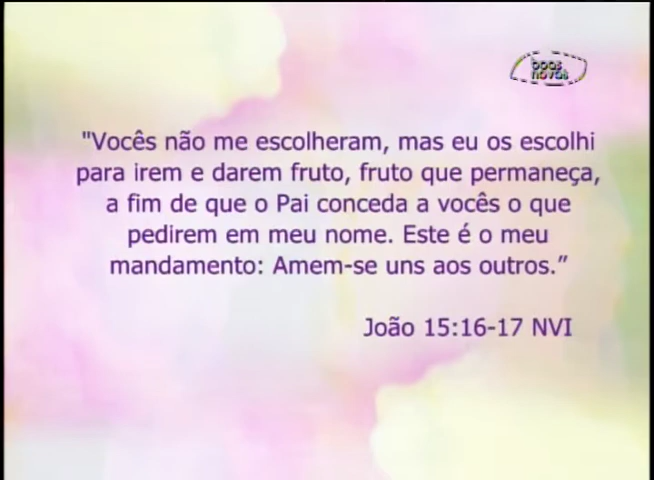 boas
novas
"Vocês não me escolheram, mas eu os escolhi
para irem e darem fruto, fruto que permaneça,
a fim de que o Pai conceda a vocês o que
pedirem em meu nome. Este é o meu
mandamento: Amem-se uns aos outros.”
João 15:16-17 NVI